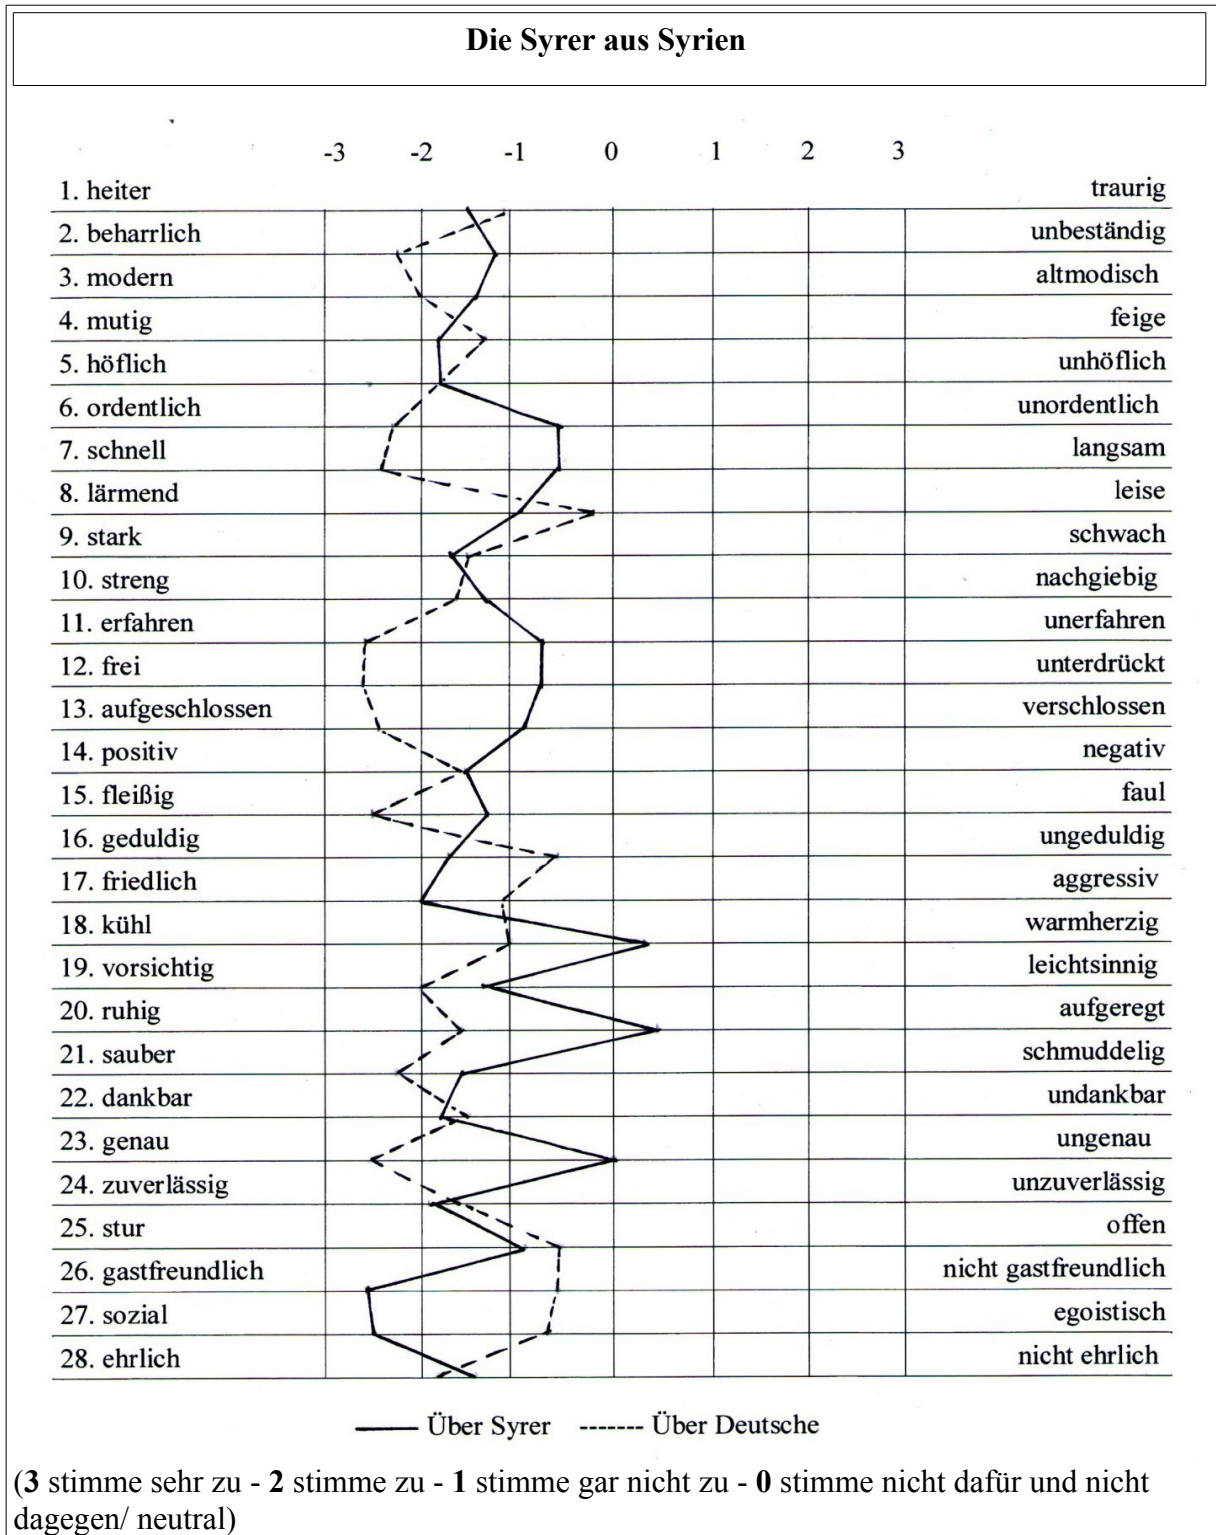 Die Syrer aus Syrien
-3 -2 -1 0 1 2 3
1. heiter traurig
2. beharrlich unbeständig
3. modern altmodisch
4. mutig feige
5. höflich unhöflich
6. ordentlich unordentlich
7. schnell langsam
8. lärmend leise
9. stark schwach
10. streng nachgiebig
11. erfahren unerfahren
12. frei unterdrückt
13. aufgeschlossen verschlossen
14. positiv negativ
15. fleißig faul
16. geduldig ungeduldig
17. friedlich aggressiv
18. kühl warmherzig
19. vorsichtig leichtsinnig
20. ruhig aufgeregt
21. sauber schmuddelig
22. dankbar undankbar
23. genau ungenau
24. zuverlässig unzuverlässig
25. stur offen
26. gastfreundlich nicht gastfreundlich
27. sozial egoistisch
28. ehrlich nicht ehrlich
Über Syrer Über Deutsche
(3 stimme sehr zu - 2 stimme zu - 1 stimme gar nicht zu - 0 stimme nicht dafür und nicht
dagegen/ neutral)